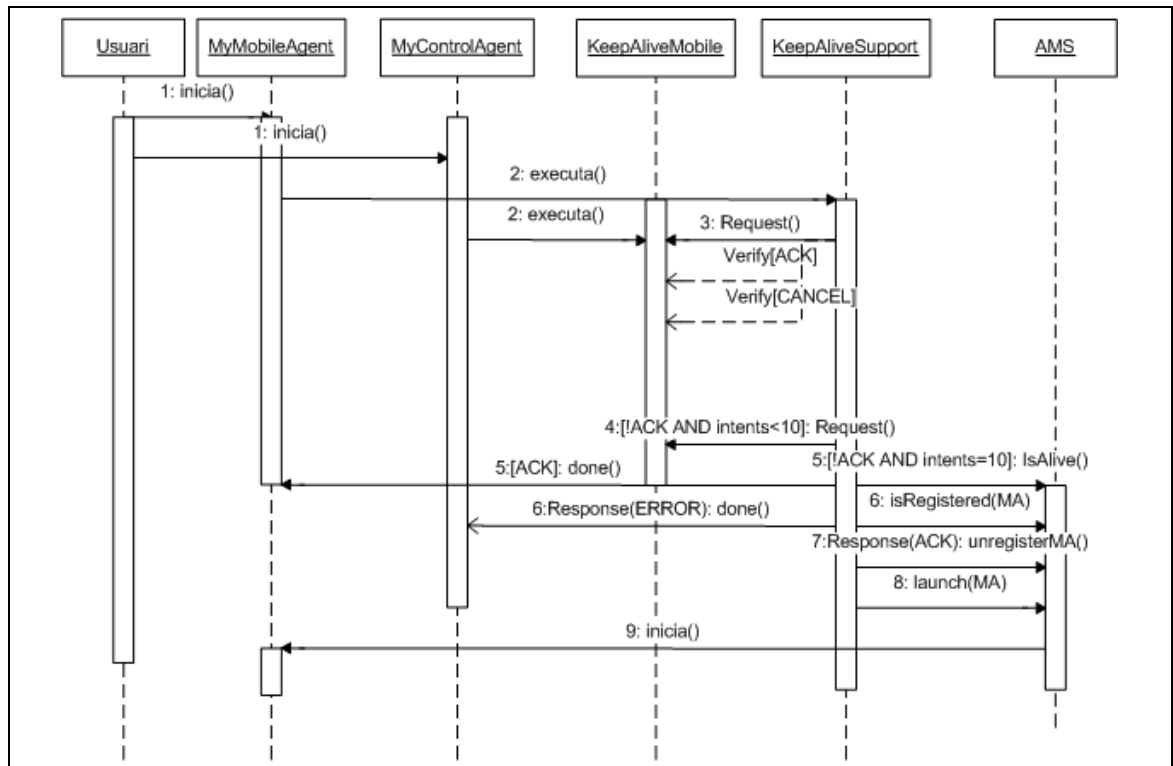 Usuari
MyMobileAgent
MyControlAgent
KeepAliveMobile
KeepAliveSupport
AMS
1: inicia()
1: inicia()
2: executa()
2: executa()
3: Request()
Verify[ACK]
Verify[CANCEL]
4:[!ACK AND intents<10]: Request()
5:[ACK]: done()
5:[!ACK AND intents=10]: IsAlive()
6:Response(ERROR): done()
6: isRegistered(MA)
7:Response(ACK): unregisterMA()
8: launch(MA)
9: inicia()